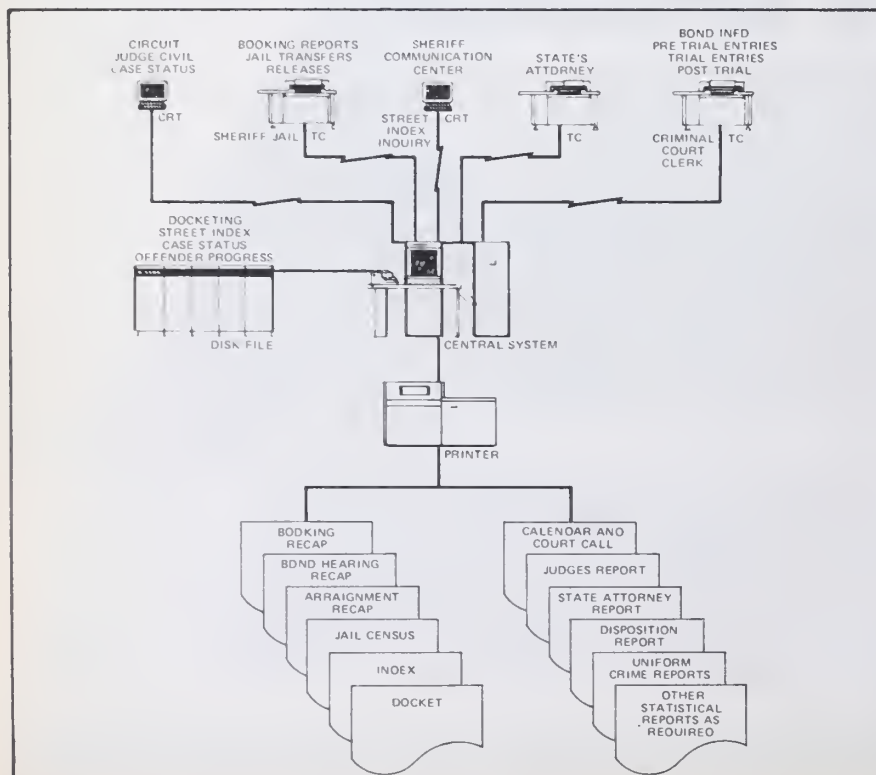 CIRCUIT
JUDGE CIVIL
CASE STATUS
CRT
BOOKING REPORTS
JAIL TRANSFERS
RELEASES
SHERIFF JAIL TC
SHERIFF
COMMUNICATION
CENTER
STREET CRT
INDEX
INQUIRY
STATE'S
ATTORNEY
TC
BOND INFO
PRE TRIAL ENTRIES
TRIAL ENTRIES
POST TRIAL
CRIMINAL TC
COURT
CLERK
DOCKETING
STREET INDEX
CASE STATUS
OFFENDER PROGRESS
DISK FILE
CENTRAL SYSTEM
PRINTER
BOOKING
RECAP
BOND HEARING
RECAP
ARRAIGNMENT
RECAP
JAIL CENSUS
INDEX
DOCKET
CALENDAR AND
COURT CALL
JUDGES REPORT
STATE ATTORNEY
REPORT
DISPOSITION
REPORT
UNIFORM
CRIME REPORTS
OTHER
STATISTICAL
REPORTS AS
REQUIRED